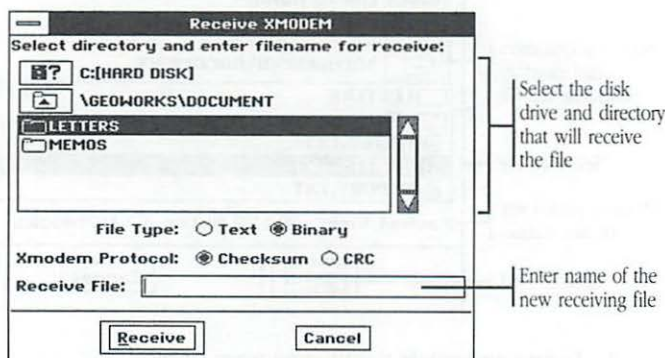 Receive XMODEM
Select directory and enter filename for receive:
C:[HARD DISK]
\GEOWORKS\DOCUMENT
LETTERS
MEMOS
File Type: Text Binary
Xmodem Protocol: Checksum CRC
Receive File:
Receive Cancel
Select the disk
drive and directory
that will receive
the file
Enter name of the
new receiving file